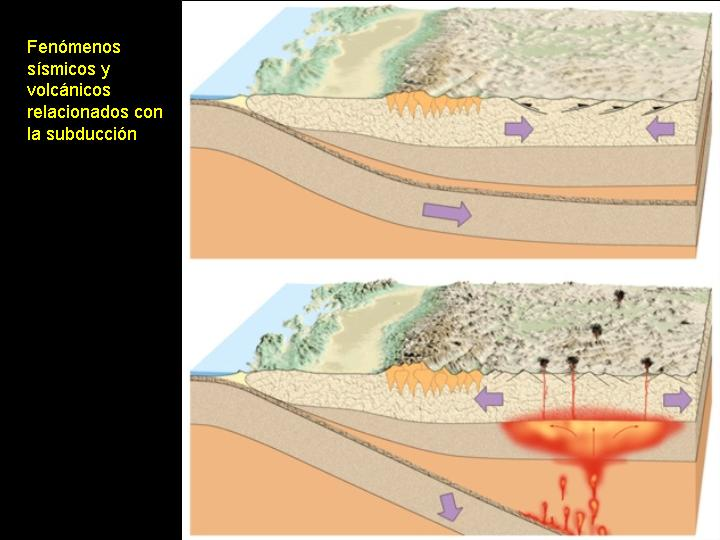 Fenómenos
sísmicos y
volcánicos
relacionados con
la subducción